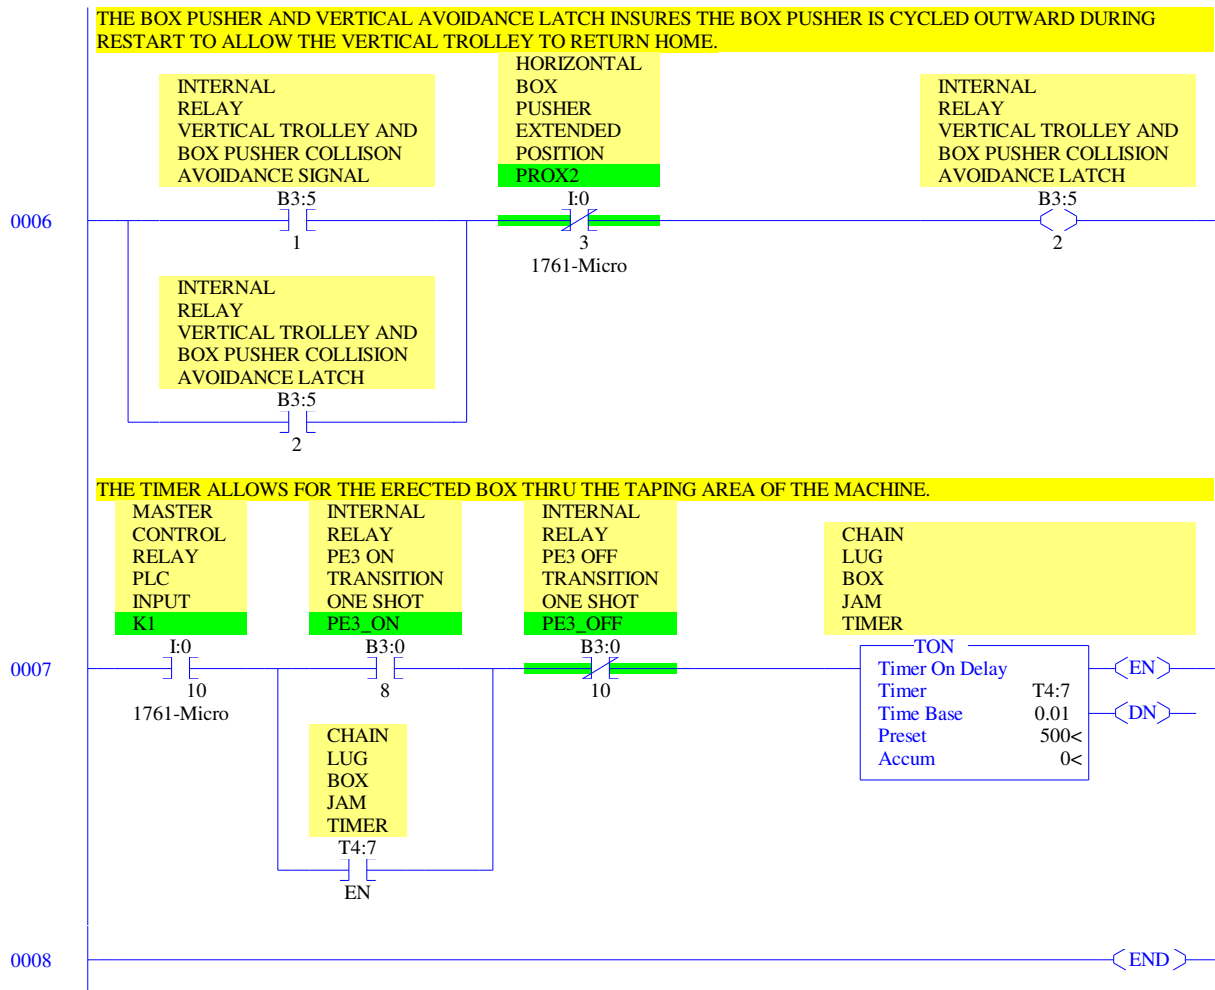 THE BOX PUSHER AND VERTICAL AVOIDANCE LATCH INSURES THE BOX PUSHER IS CYCLED OUTWARD DURING
RESTART TO ALLOW THE VERTICAL TROLLEY TO RETURN HOME.
INTERNAL
RELAY
VERTICAL TROLLEY AND
BOX PUSHER COLLISON
AVOIDANCE SIGNAL
B3:5
1
HORIZONTAL
BOX
PUSHER
EXTENDED
POSITION
PROX2
I:0
3
1761-Micro
INTERNAL
RELAY
VERTICAL TROLLEY AND
BOX PUSHER COLLISION
AVOIDANCE LATCH
B3:5
2
0006
INTERNAL
RELAY
VERTICAL TROLLEY AND
BOX PUSHER COLLISION
AVOIDANCE LATCH
B3:5
2
THE TIMER ALLOWS FOR THE ERECTED BOX THRU THE TAPING AREA OF THE MACHINE.
MASTER
CONTROL
RELAY
PLC
INPUT
K1
I:0
10
1761-Micro
INTERNAL
RELAY
PE3 ON
TRANSITION
ONE SHOT
PE3_ON
B3:0
8
INTERNAL
RELAY
PE3 OFF
TRANSITION
ONE SHOT
PE3_OFF
B3:0
10
CHAIN
LUG
BOX
JAM
TIMER
TON
Timer On Delay
Timer T4:7
Time Base 0.01
Preset 500<
Accum 0<
EN
DN
0007
CHAIN
LUG
BOX
JAM
TIMER
T4:7
EN
0008
END